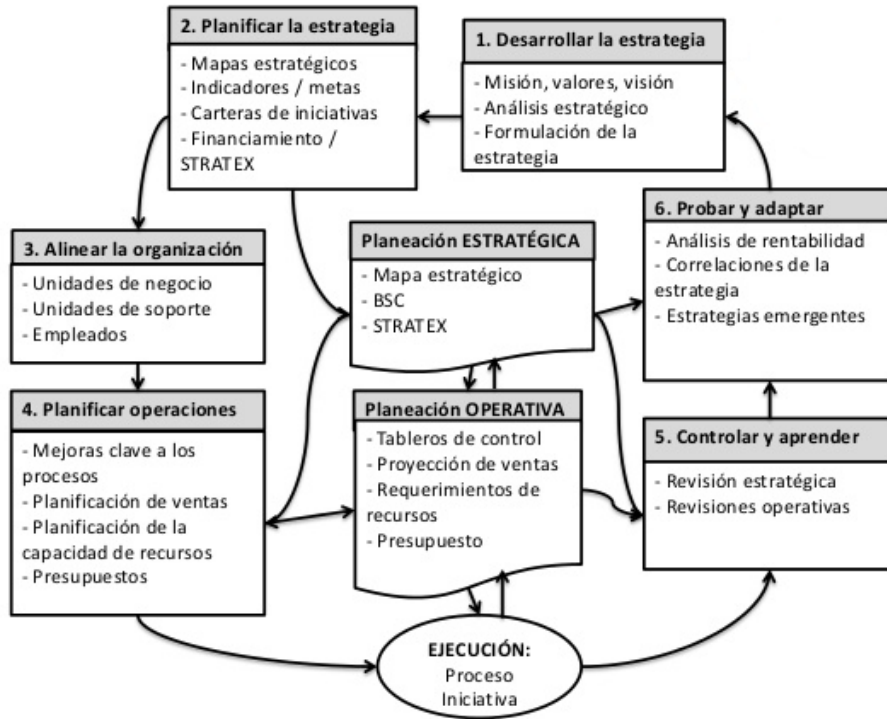 2. Planificar la estrategia
- Mapas estratégicos
- Indicadores / metas
- Carteras de iniciativas
- Financiamiento /
STRATEX
1. Desarrollar la estrategia
- Misión, valores, visión
- Análisis estratégico
- Formulación de la
estrategia
3. Alinear la organización
- Unidades de negocio
- Unidades de soporte
- Empleados
Planeación ESTRATÉGICA
- Mapa estratégico
- BSC
- STRATEX
6. Probar y adaptar
- Análisis de rentabilidad
- Correlaciones de la
estrategia
- Estrategias emergentes
4. Planificar operaciones
- Mejoras clave a los
procesos
- Planificación de ventas
- Planificación de la
capacidad de recursos
- Presupuestos
Planeación OPERATIVA
- Tableros de control
- Proyección de ventas
- Requerimientos de
recursos
- Presupuesto
5. Controlar y aprender
- Revisión estratégica
- Revisiones operativas
EJECUCIÓN:
Proceso
Iniciativa